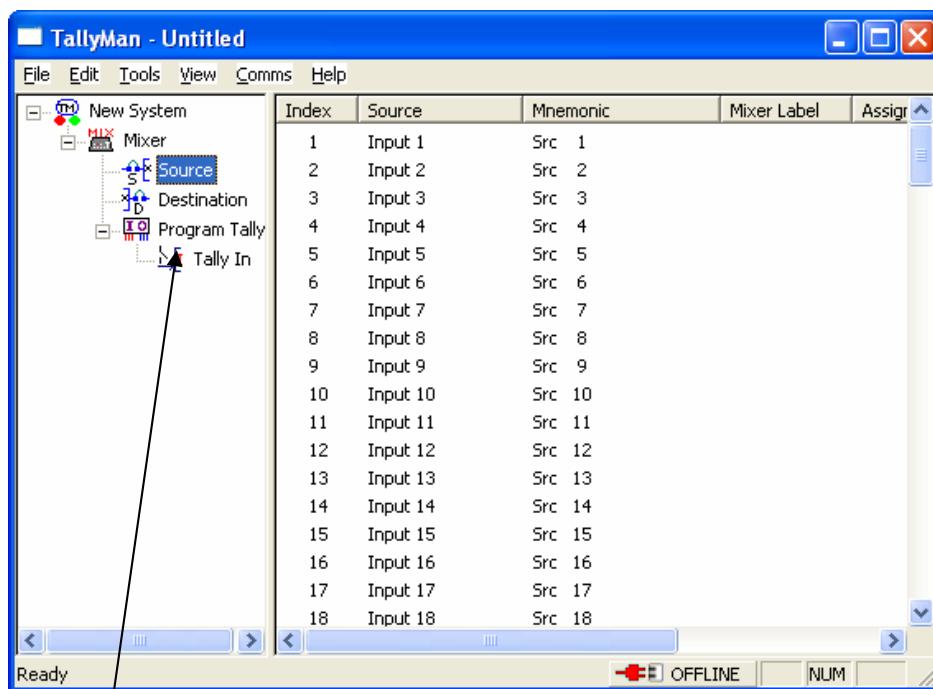 TallyMan - Untitled
File Edit Tools View Comms Help
New System
Mixer
MIX
Source
Destination
Program Tally
Tally In
Index Source Mnemonic Mixer Label Assigr
1 Input 1 Src 1
2 Input 2 Src 2
3 Input 3 Src 3
4 Input 4 Src 4
5 Input 5 Src 5
6 Input 6 Src 6
7 Input 7 Src 7
8 Input 8 Src 8
9 Input 9 Src 9
10 Input 10 Src 10
11 Input 11 Src 11
12 Input 12 Src 12
13 Input 13 Src 13
14 Input 14 Src 14
15 Input 15 Src 15
16 Input 16 Src 16
17 Input 17 Src 17
18 Input 18 Src 18
Ready OFFLINE NUM